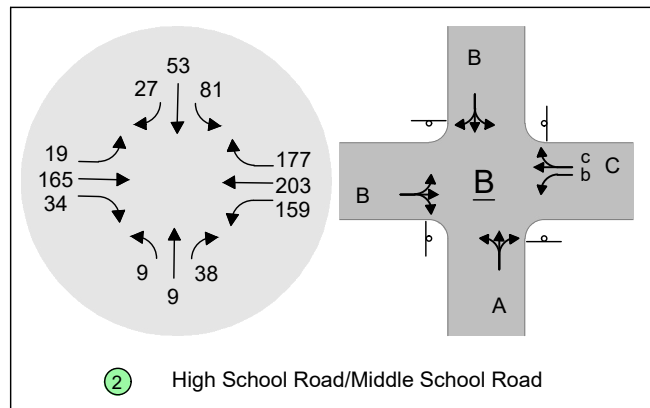 53
27 81
19
165
34
177
203
159
9 38
9
B
B
B
c
b
C
A
2 High School Road/Middle School Road